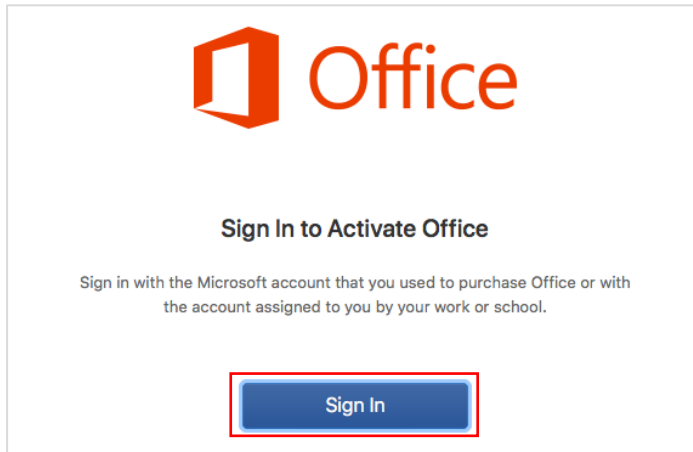 Office
Sign In to Activate Office
Sign in with the Microsoft account that you used to purchase Office or with
the account assigned to you by your work or school.
Sign In